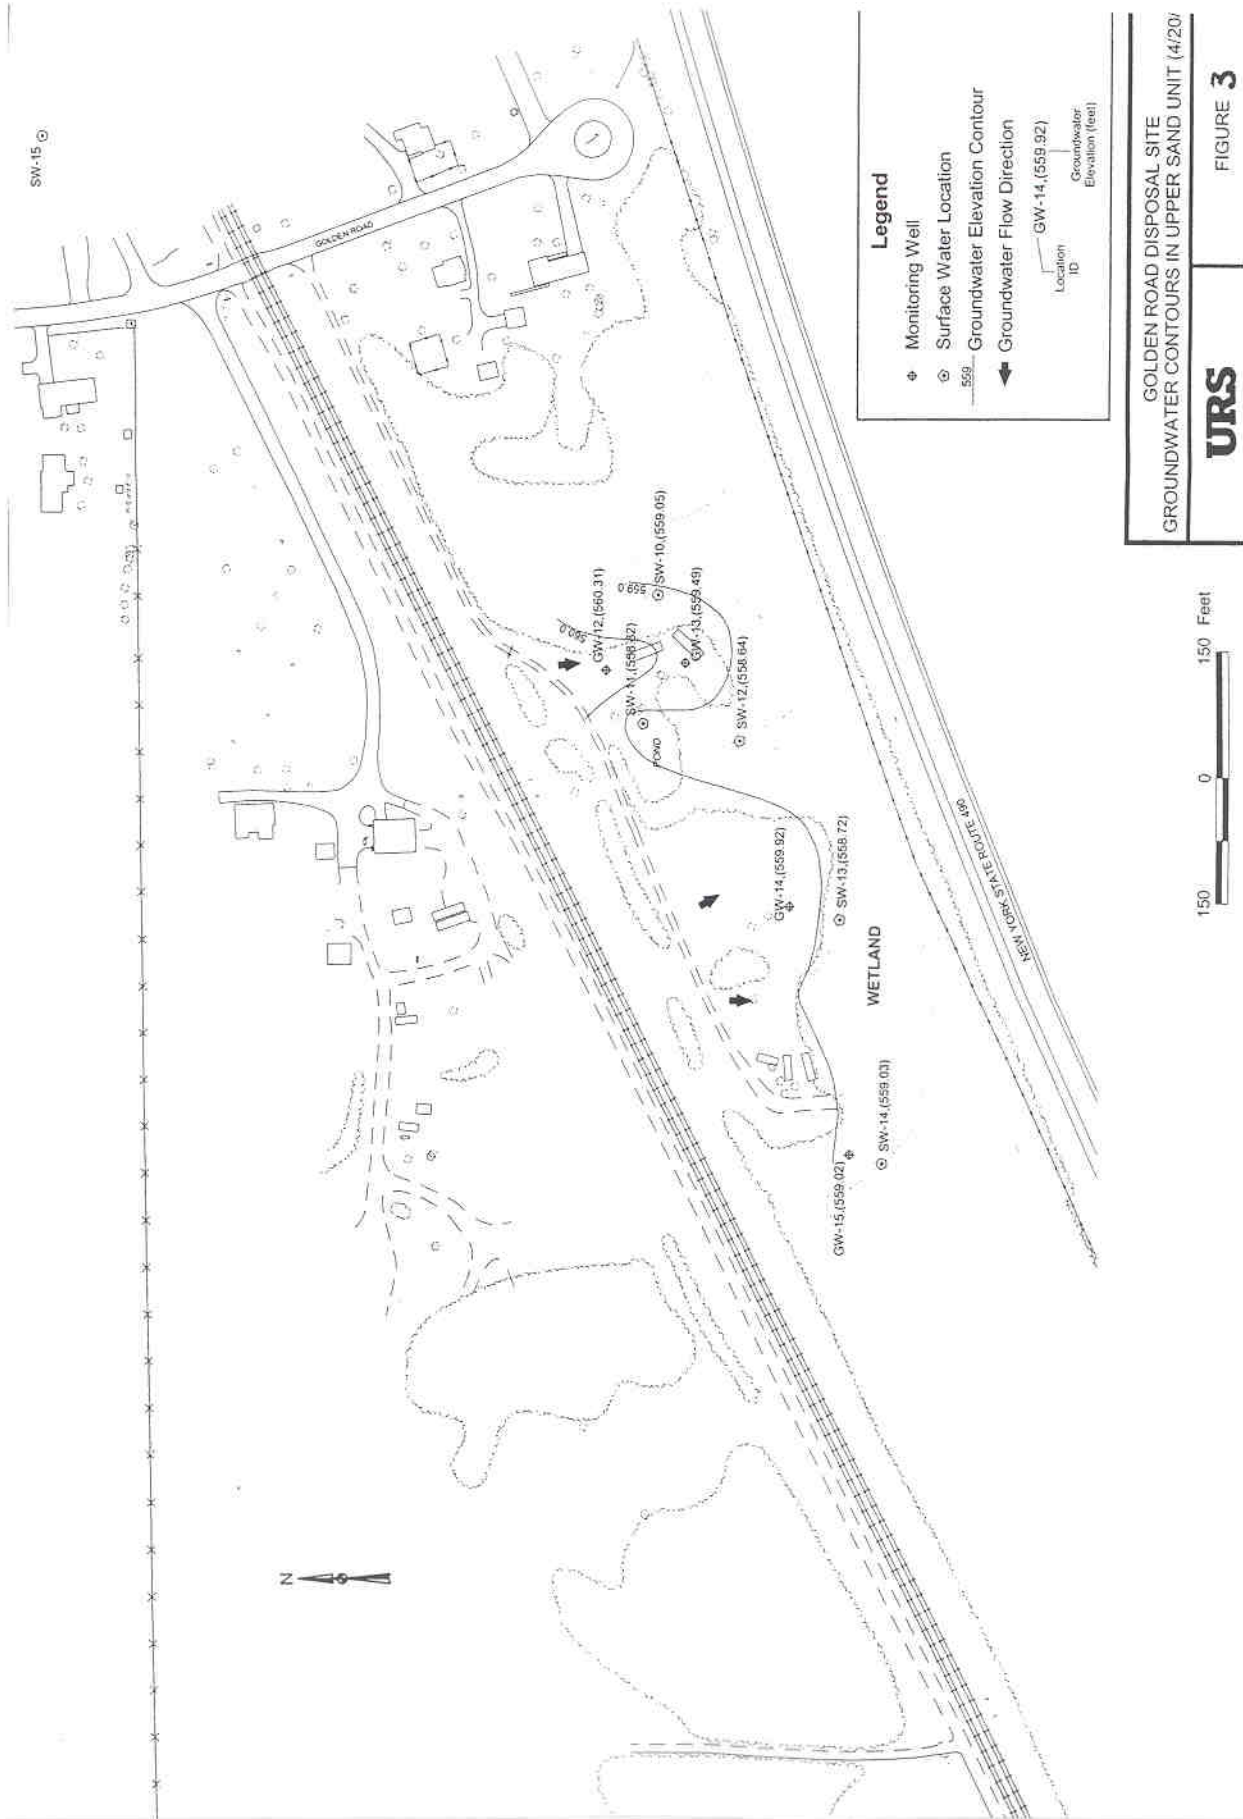 SW-15
GOLDEN ROAD
GW-12,(560.31)
560.0
SW-10,(559.05)
559.0
GW-13,(559.49)
POND
SW-12,(558.64)
GW-14,(559.92)
SW-13,(558.72)
WETLAND
SW-14,(559.03)
GW-15,(559.02)
NEW YORK STATE ROUTE 490
N
Legend
Monitoring Well
Surface Water Location
559 Groundwater Elevation Contour
Groundwater Flow Direction
GW-14,(559.92)
Location
ID
Groundwater
Elevation (feet)
150 0 150 Feet
GOLDEN ROAD DISPOSAL SITE
GROUNDWATER CONTOURS IN UPPER SAND UNIT (4/20/
URS
FIGURE 3